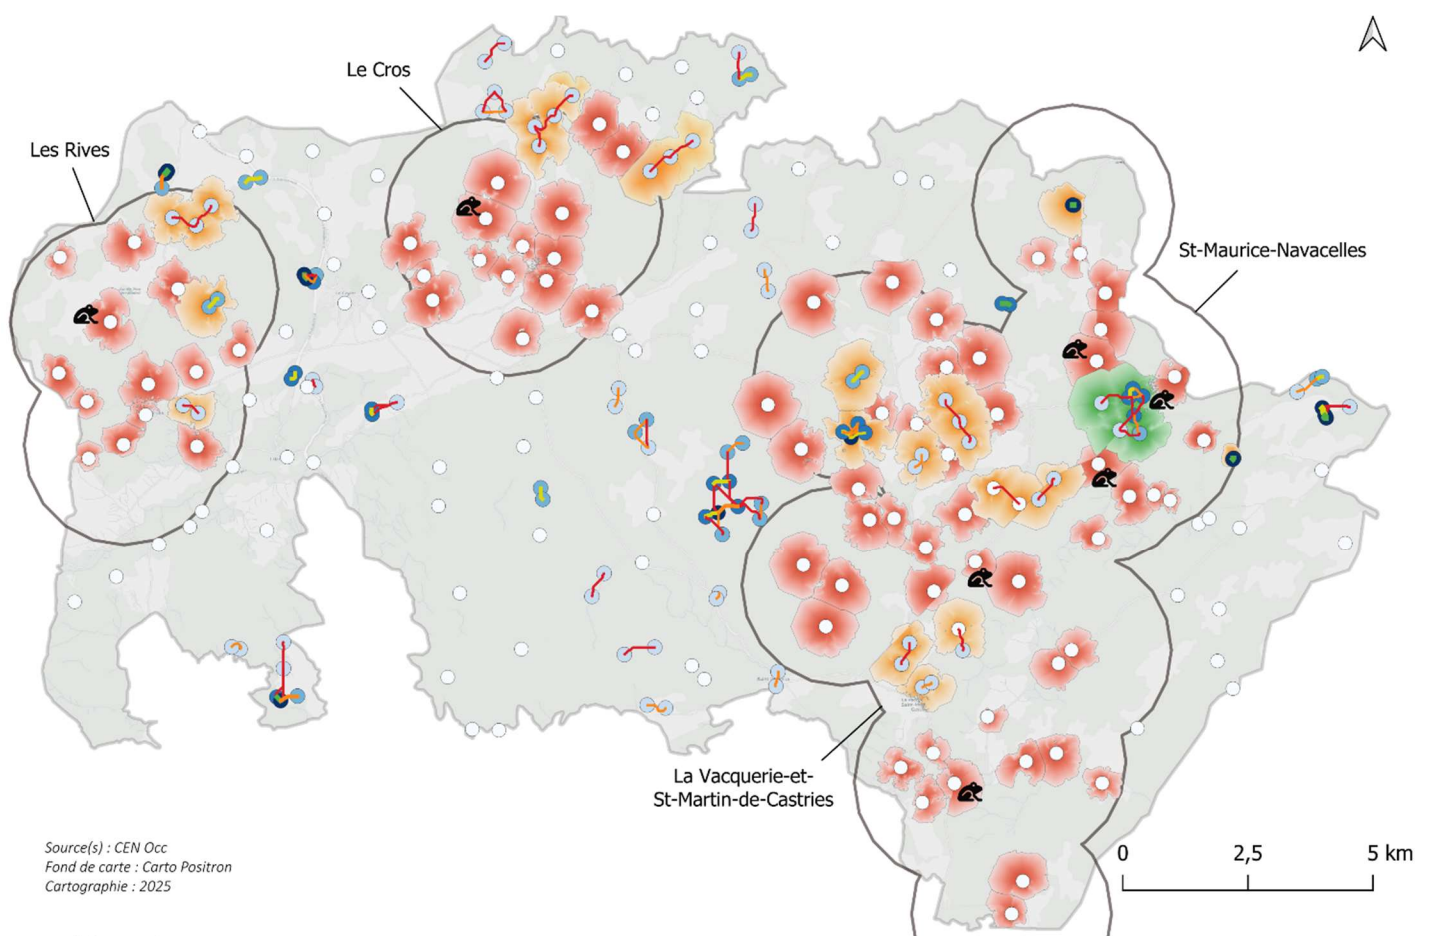 Le Cros
Les Rives
St-Maurice-Navacelles
La Vacquerie-et-
St-Martin-de-Castries
Source(s) : CEN Occ
Fond de carte : Carto Positron
Cartographie : 2025
0 2,5 5 km